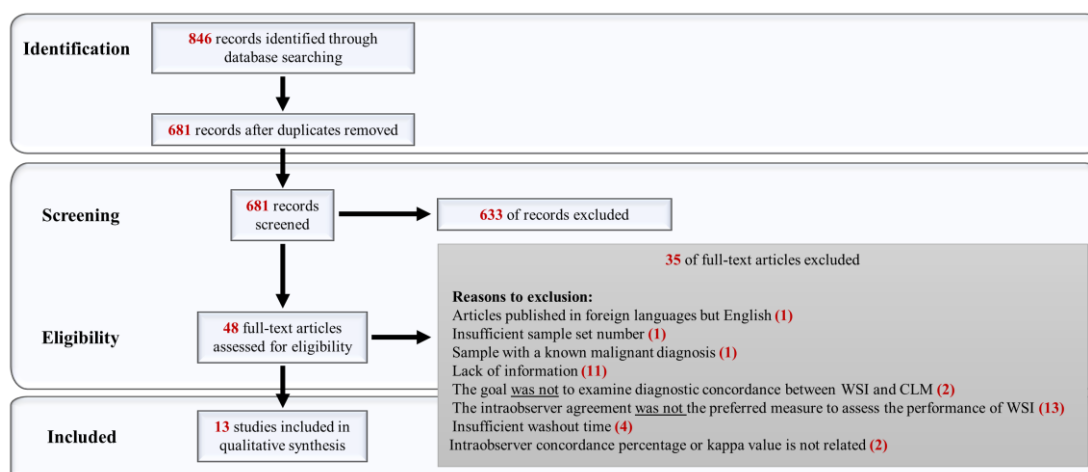 Identification
846 records identified through
database searching
681 records after duplicates removed
Screening
681 records
screened
633 of records excluded
Eligibility
48 full-text articles
assessed for eligibility
35 of full-text articles excluded
Reasons to exclusion:
Articles published in foreign languages but English (1)
Insufficient sample set number (1)
Sample with a known malignant diagnosis (1)
Lack of information (11)
The goal was not to examine diagnostic concordance between WSI and CLM (2)
The intraobserver agreement was not the preferred measure to assess the performance of WSI (13)
Insufficient washout time (4)
Intraobserver concordance percentage or kappa value is not related (2)
Included
13 studies included in
qualitative synthesis